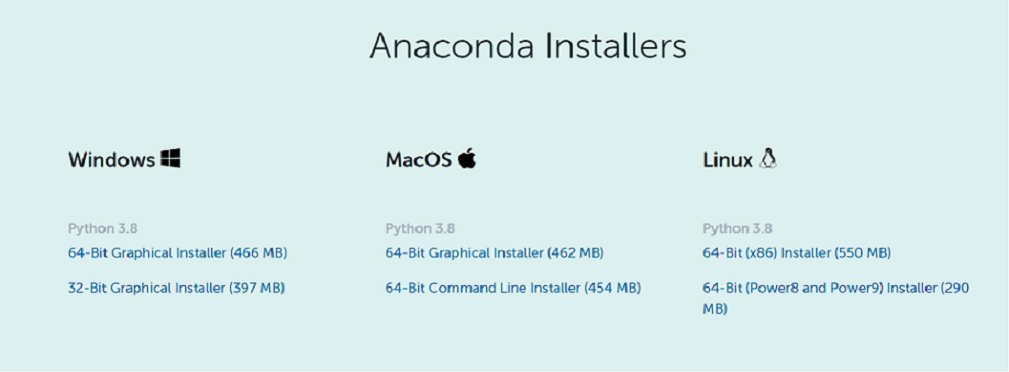 Anaconda Installers
Windows
Python 3.8
64-Bit Graphical Installer (466 MB)
32-Bit Graphical Installer (397 MB)
MacOS
Python 3.8
64-Bit Graphical Installer (462 MB)
64-Bit Command Line Installer (454 MB)
Linux
Python 3.8
64-Bit (x86) Installer (550 MB)
64-Bit (Power8 and Power9) Installer (290
MB)